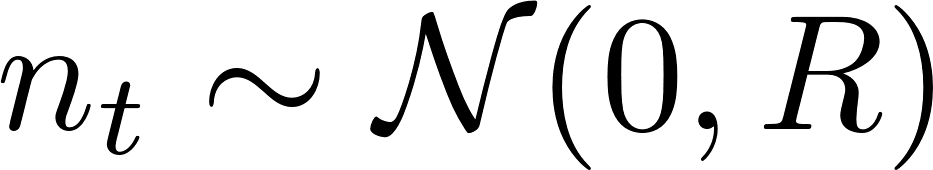 n_t ∼ 𝒩(0, R)